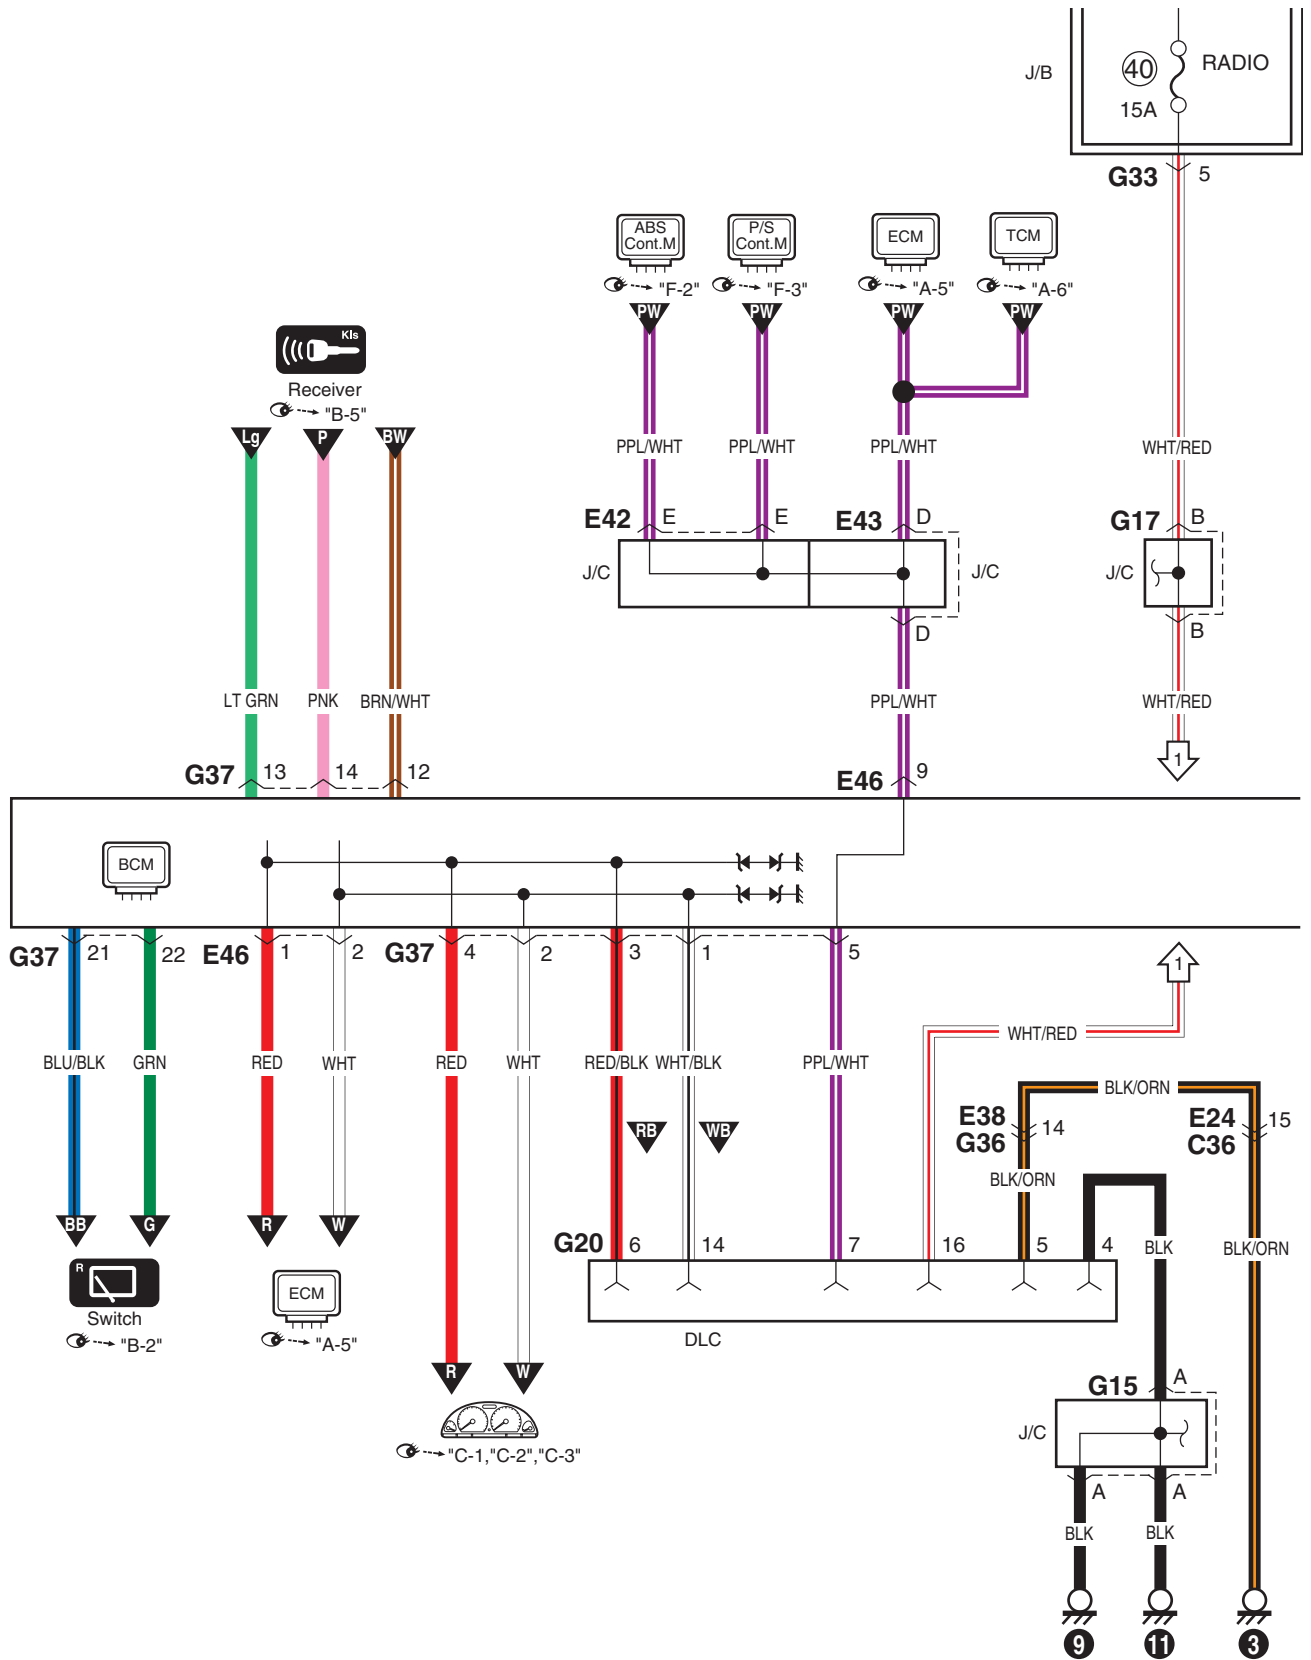 J/B
40
RADIO
15A
G33
5
ABS
Cont.M
P/S
Cont.M
ECM
TCM
"F-2"
"F-3"
"A-5"
"A-6"
PW
PW
PW
PW
KIs
Receiver
"B-5"
Lg
P
BW
PPL/WHT
PPL/WHT
PPL/WHT
WHT/RED
E42
E
E
E43
D
G17
B
J/C
J/C
J/C
D
B
LT GRN
PNK
BRN/WHT
PPL/WHT
WHT/RED
1
G37
13
14
12
E46
9
BCM
G37
21
22
E46
1
2
G37
4
2
3
1
5
1
WHT/RED
BLU/BLK
GRN
RED
WHT
RED
WHT
RED/BLK
WHT/BLK
PPL/WHT
BLK/ORN
E38
G36
14
E24
C36
15
RB
WB
BLK/ORN
BB
G
R
W
G20
6
14
7
16
5
4
BLK
BLK/ORN
R
Switch
"B-2"
ECM
"A-5"
DLC
R
W
"C-1,"C-2","C-3"
G15
A
J/C
A
A
BLK
BLK
9
11
3